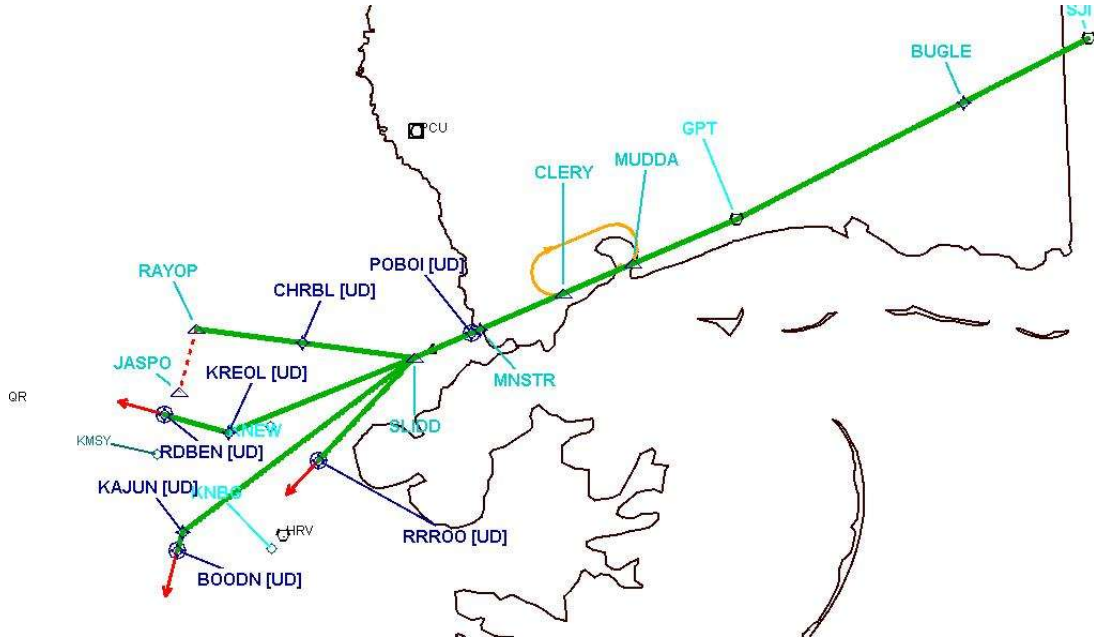 SJI
BUGLE
GPT
MUDDA
CLERY
POBOI [UD]
RAYOP
CHRBL [UD]
JASPO
KREOL [UD]
MNSTR
QR
SLIDD
KNEW
KMSY
RDBEN [UD]
KAJUN [UD]
KNBG
HRV
RRROO [UD]
BOODN [UD]